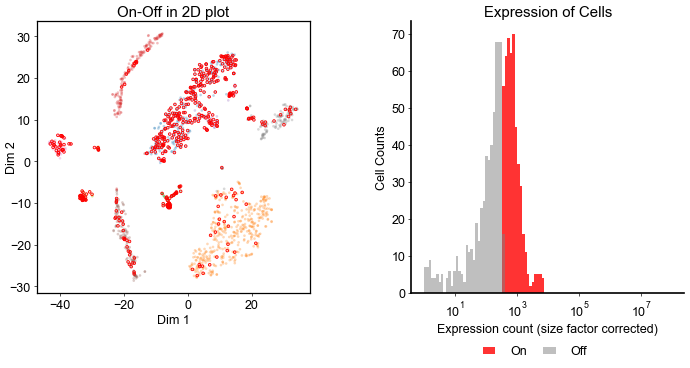 On-Off in 2D plot
Dim 2
30
20
10
0
−10
−20
−30
−40
−20
0
20
Dim 1
Expression of Cells
Cell Counts
70
60
50
40
30
20
10
0
10^1
10^3
10^5
10^7
Expression count (size factor corrected)
On
Off